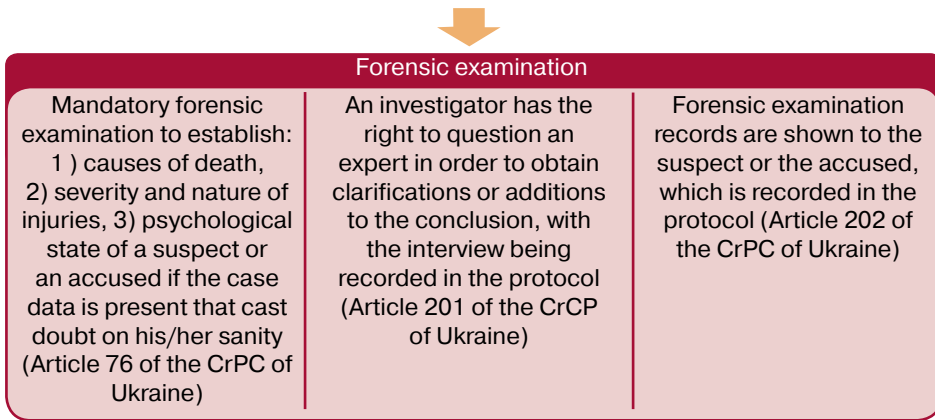 Forensic examination
Mandatory forensic
examination to establish:
1 ) causes of death,
2) severity and nature of
injuries, 3) psychological
state of a suspect or
an accused if the case
data is present that cast
doubt on his/her sanity
(Article 76 of the CrPC of
Ukraine)
An investigator has the
right to question an
expert in order to obtain
clarifications or additions
to the conclusion, with
the interview being
recorded in the protocol
(Article 201 of the CrCP
of Ukraine)
Forensic examination
records are shown to the
suspect or the accused,
which is recorded in the
protocol (Article 202 of
the CrPC of Ukraine)